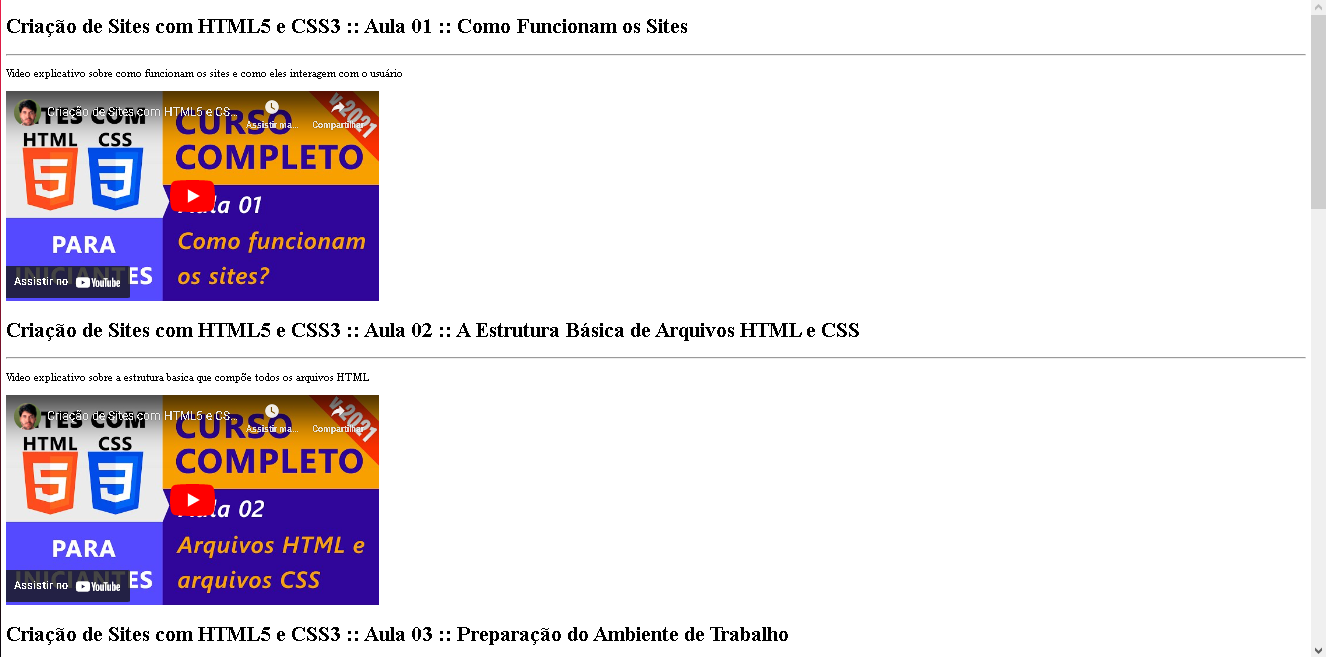 Criação de Sites com HTML5 e CSS3 :: Aula 01 :: Como Funcionam os Sites
Video explicativo sobre como funcionam os sites e como eles interagem com o usuário
Criação de Sites com HTML5 e CS...
Assistir ma...
Compartilhar
SITES COM
HTML CSS
5 3
PARA
INICIANTES
CURSO
COMPLETO
v.2021
Aula 01
Como funcionam
os sites?
Assistir no YouTube
Criação de Sites com HTML5 e CSS3 :: Aula 02 :: A Estrutura Básica de Arquivos HTML e CSS
Video explicativo sobre a estrutura basica que compõe todos os arquivos HTML
Criação de Sites com HTML5 e CS...
Assistir ma...
Compartilhar
SITES COM
HTML CSS
5 3
PARA
INICIANTES
CURSO
COMPLETO
v.2021
Aula 02
Arquivos HTML e
arquivos CSS
Assistir no YouTube
Criação de Sites com HTML5 e CSS3 :: Aula 03 :: Preparação do Ambiente de Trabalho